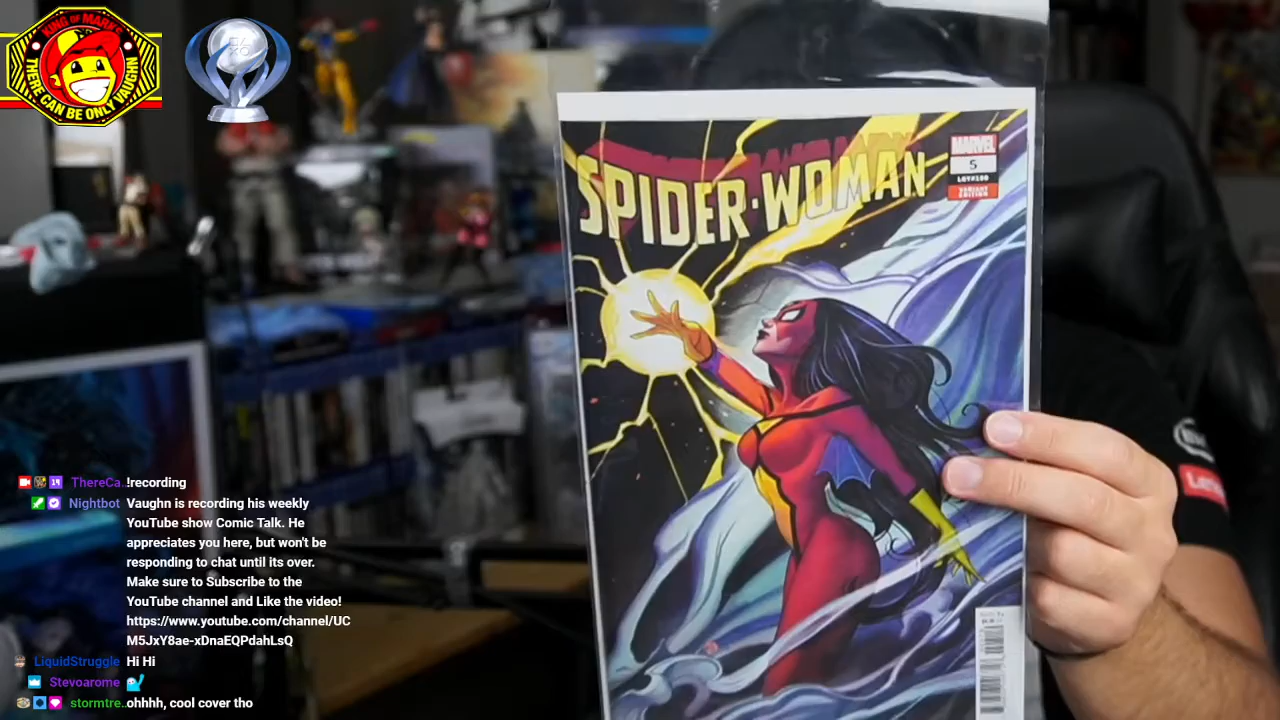 KING OF MARKS
THERE CAN BE ONLY VAUGHN
SPIDER-WOMAN
MARVEL
5
LGY#100
VARIANT
EDITION
ThereCa.. !recording
Nightbot Vaughn is recording his weekly
YouTube show Comic Talk. He
appreciates you here, but won't be
responding to chat until its over.
Make sure to Subscribe to the
YouTube channel and Like the video!
https://www.youtube.com/channel/UC
M5JxY8ae-xDnaEQPdahLsQ
LiquidStruggle Hi Hi
Stevoarome
stormtre.. ohhhh, cool cover tho